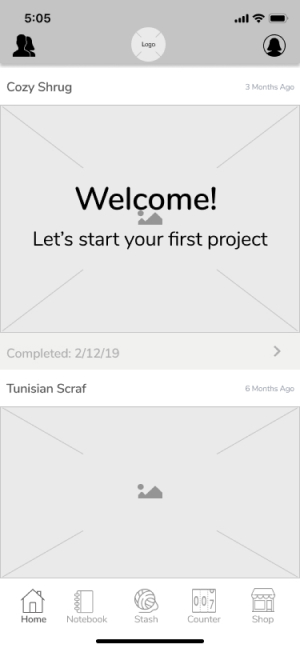 5:05
Logo
Cozy Shrug
3 Months Ago
Welcome!
Let's start your first project
Completed: 2/12/19
Tunisian Scraf
6 Months Ago
007
Home
Notebook
Stash
Counter
Shop